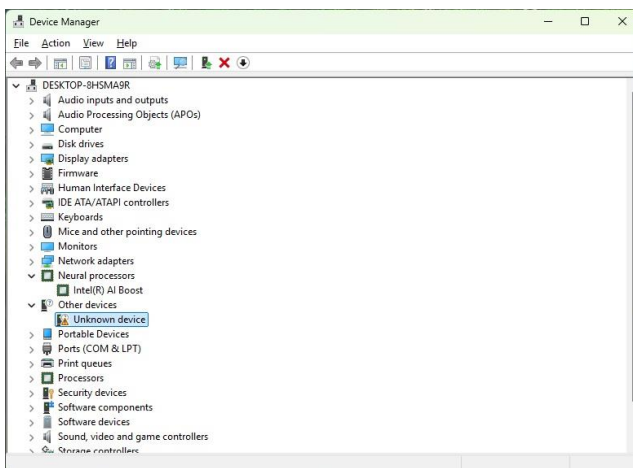 Device Manager
File Action View Help
DESKTOP-8HSMA9R
Audio inputs and outputs
Audio Processing Objects (APOs)
Computer
Disk drives
Display adapters
Firmware
Human Interface Devices
IDE ATA/ATAPI controllers
Keyboards
Mice and other pointing devices
Monitors
Network adapters
Neural processors
Intel(R) AI Boost
Other devices
Unknown device
Portable Devices
Ports (COM & LPT)
Print queues
Processors
Security devices
Software components
Software devices
Sound, video and game controllers
Storage controllers